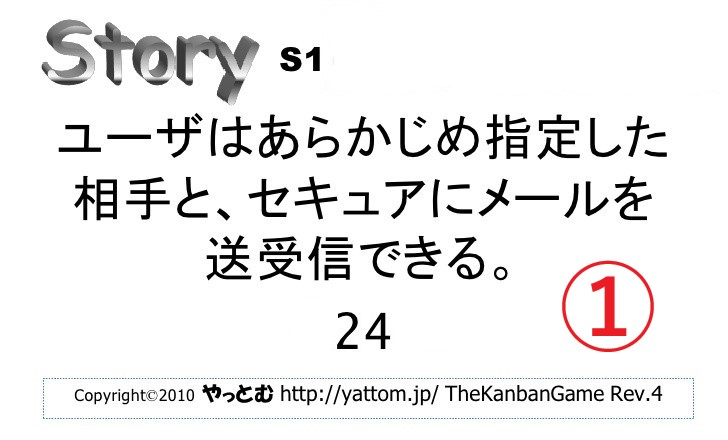 Story S1
ユーザはあらかじめ指定した
相手と、セキュアにメールを
送受信できる。
①
24
Copyright©2010 やっとむ http://yattom.jp/ TheKanbanGame Rev.4